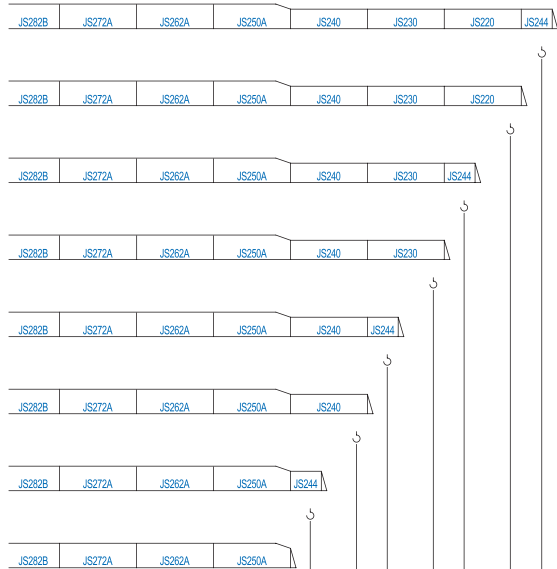 JS282B JS272A JS262A JS250A JS240 JS230 JS220 JS244
JS282B JS272A JS262A JS250A JS240 JS230 JS220
JS282B JS272A JS262A JS250A JS240 JS230 JS244
JS282B JS272A JS262A JS250A JS240 JS230
JS282B JS272A JS262A JS250A JS240 JS244
JS282B JS272A JS262A JS250A JS240
JS282B JS272A JS262A JS250A JS244
JS282B JS272A JS262A JS250A